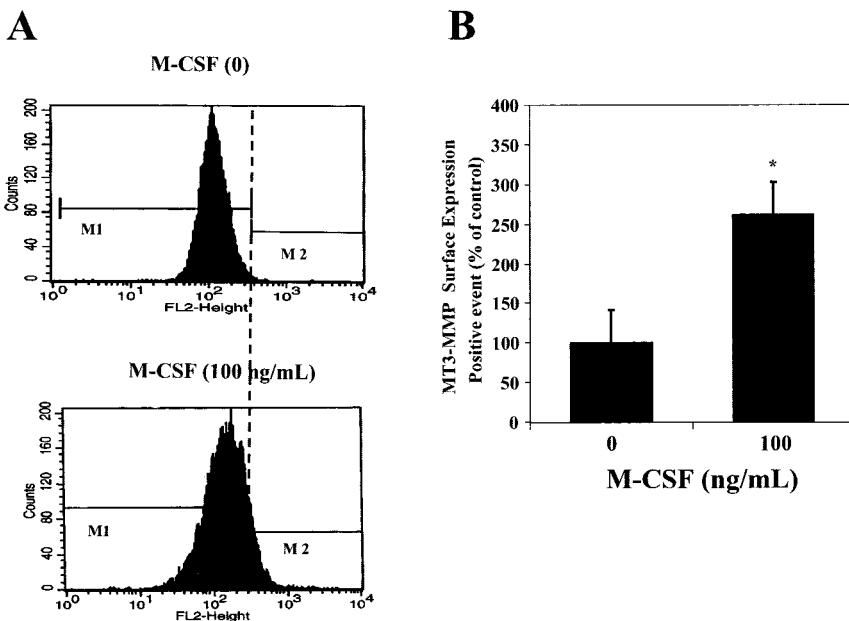 A
M-CSF (0)
Counts
200
160
120
80
40
0
M1
M 2
10^0 10^1 10^2 10^3 10^4
FL2-Height
M-CSF (100 ng/mL)
Counts
200
160
120
80
40
0
M1
M 2
10^0 10^1 10^2 10^3 10^4
FL2-Height
B
MT3-MMP Surface Expression
Positive event (% of control)
400
350
300
250
200
150
100
50
0
*
0 100
M-CSF (ng/mL)